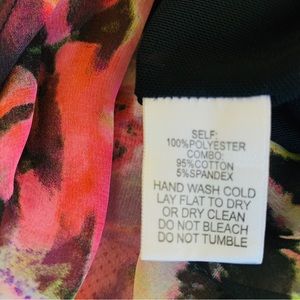 SELF:
100%POLYESTER
COMBO:
95%COTTON
5%SPANDEX
HAND WASH COLD
LAY FLAT TO DRY
OR DRY CLEAN
DO NOT BLEACH
DO NOT TUMBLE